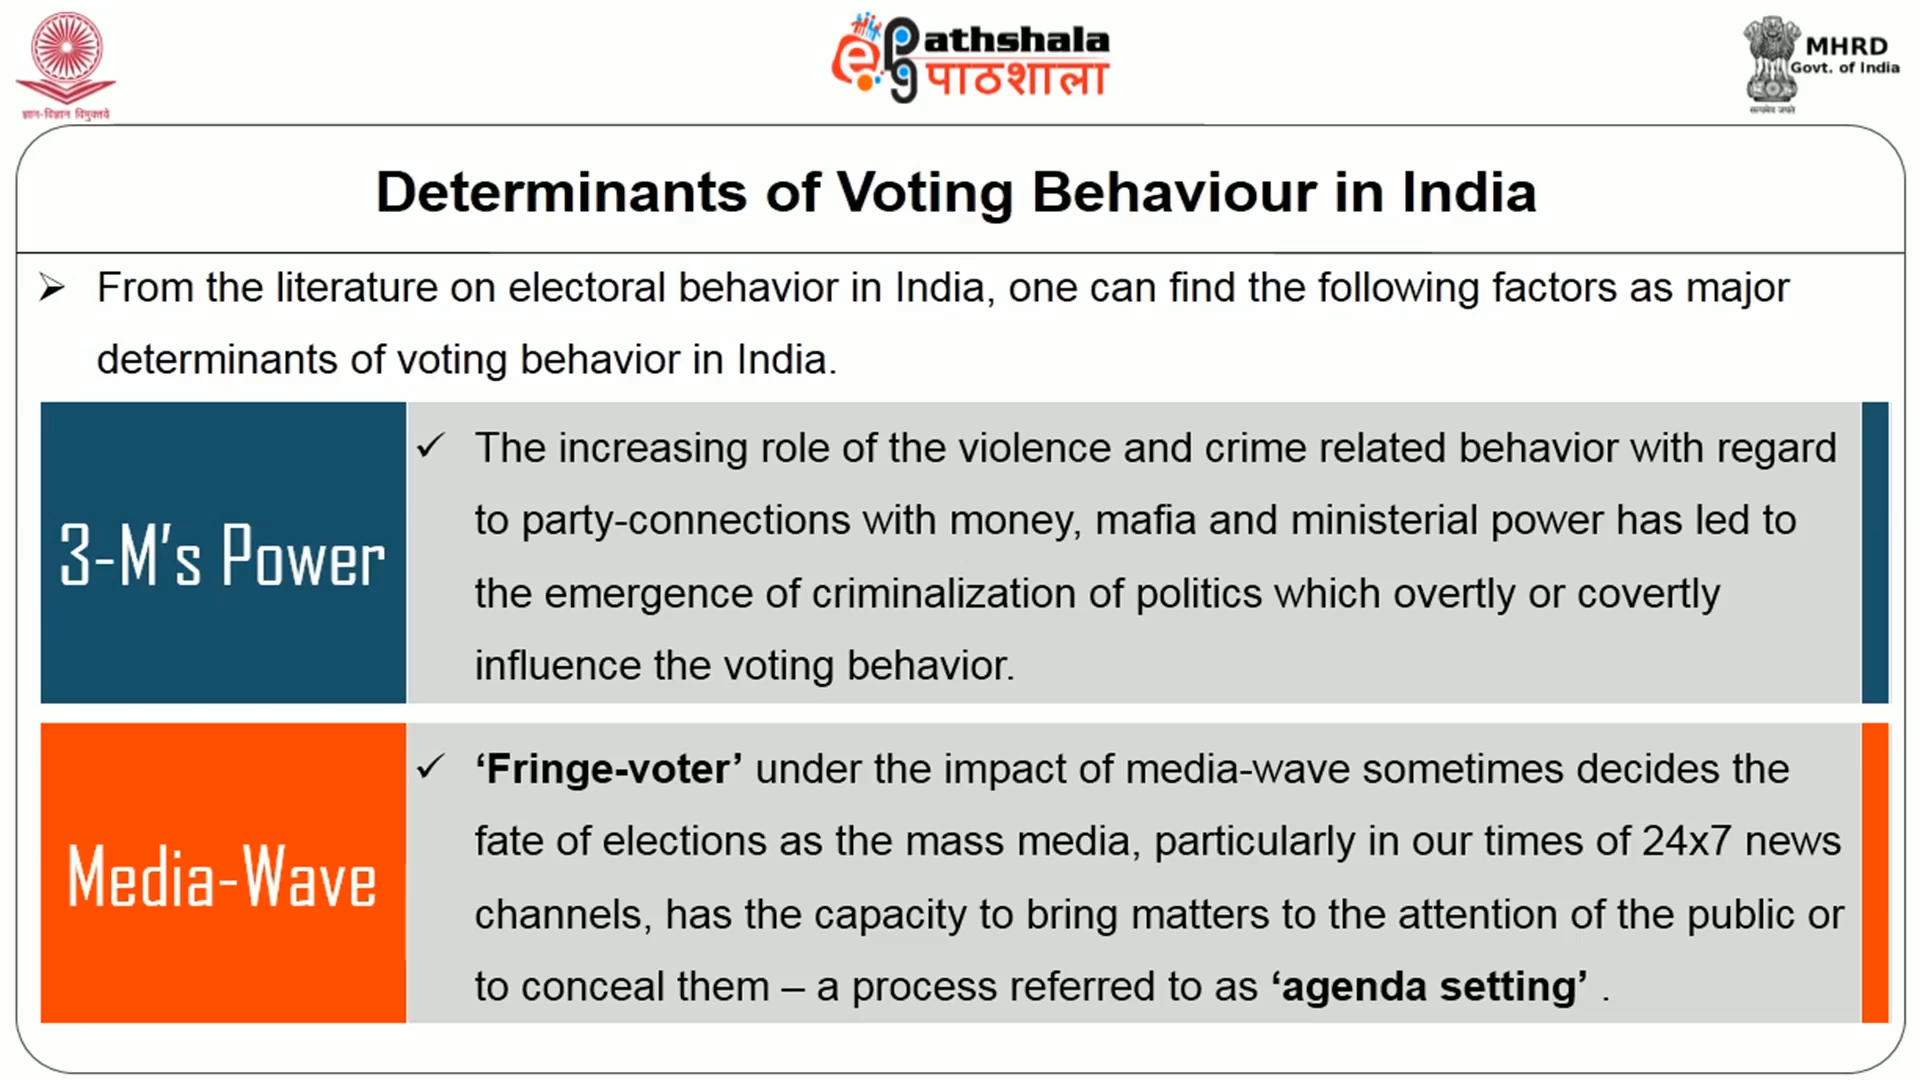 ज्ञान-विज्ञान विमुक्तये
e
pg
athshala
पाठशाला
MHRD
Govt. of India
सत्यमेव जयते
Determinants of Voting Behaviour in India
➢ From the literature on electoral behavior in India, one can find the following factors as major
determinants of voting behavior in India.
3-M's Power
✓ The increasing role of the violence and crime related behavior with regard
to party-connections with money, mafia and ministerial power has led to
the emergence of criminalization of politics which overtly or covertly
influence the voting behavior.
Media-Wave
✓ ‘Fringe-voter’ under the impact of media-wave sometimes decides the
fate of elections as the mass media, particularly in our times of 24x7 news
channels, has the capacity to bring matters to the attention of the public or
to conceal them – a process referred to as ‘agenda setting’ .